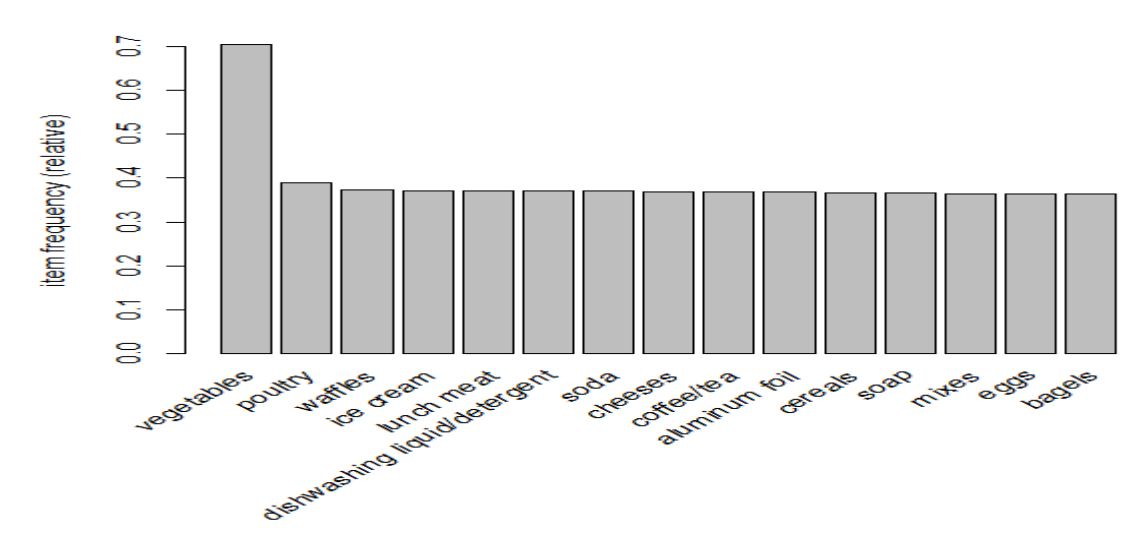 item frequency (relative)
0.7
0.6
0.5
0.4
0.3
0.2
0.1
0.0
vegetables
poultry
waffles
ice cream
lunch meat
dishwashing liquid/detergent
soda
cheeses
coffee/tea
aluminum foil
cereals
soap
mixes
eggs
bagels